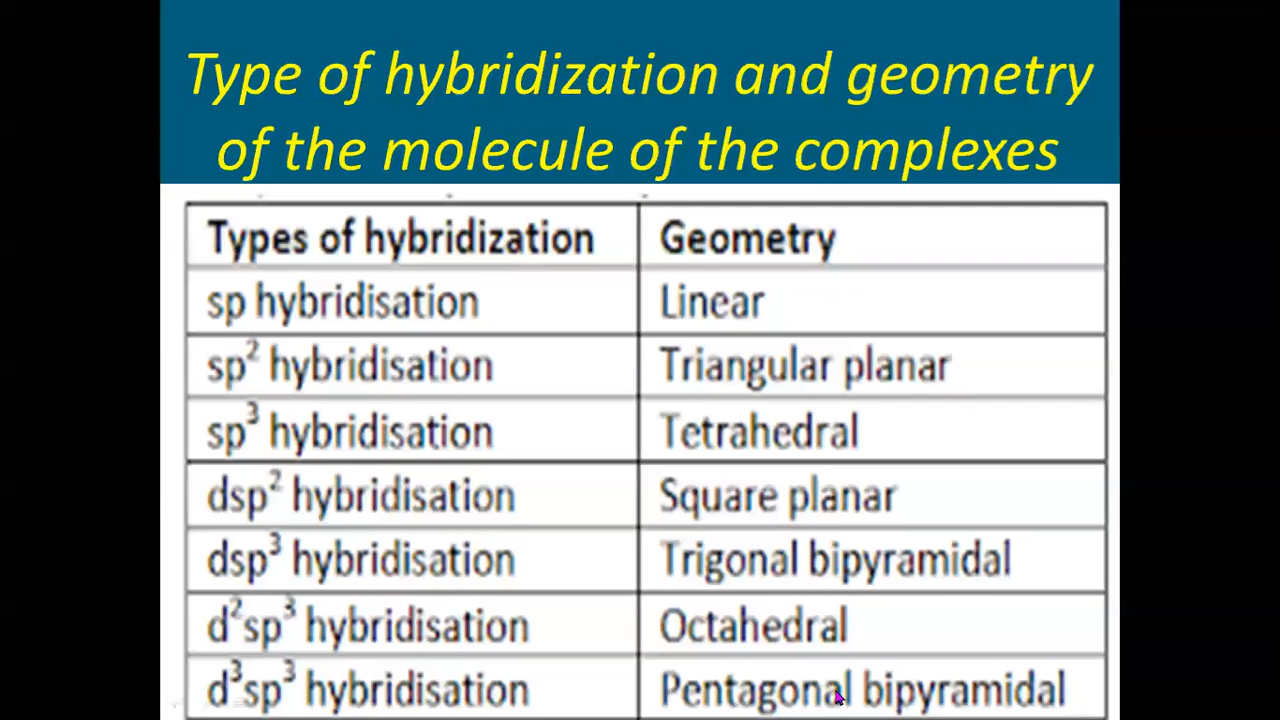 Type of hybridization and geometry
of the molecule of the complexes
Types of hybridization Geometry
sp hybridisation Linear
sp² hybridisation Triangular planar
sp³ hybridisation Tetrahedral
dsp² hybridisation Square planar
dsp³ hybridisation Trigonal bipyramidal
d²sp³ hybridisation Octahedral
d³sp³ hybridisation Pentagonal bipyramidal